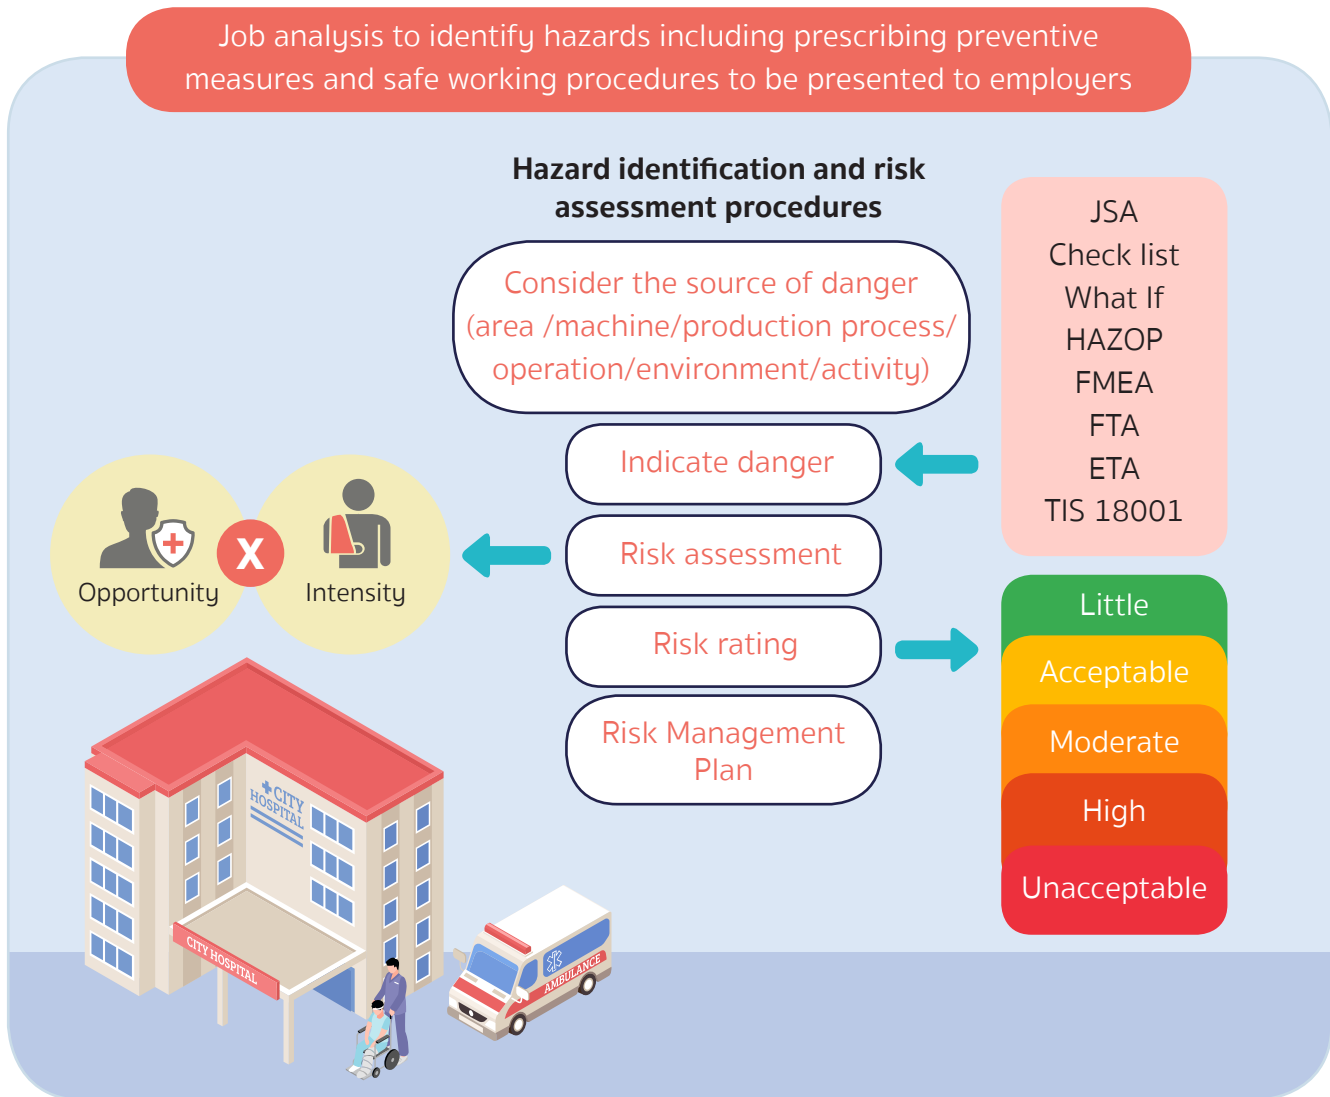 Job analysis to identify hazards including prescribing preventive
measures and safe working procedures to be presented to employers
Hazard identification and risk
assessment procedures
Consider the source of danger
(area /machine/production process/
operation/environment/activity)
Indicate danger
Risk assessment
Risk rating
Risk Management
Plan
JSA
Check list
What If
HAZOP
FMEA
FTA
ETA
TIS 18001
Opportunity
X
Intensity
Little
Acceptable
Moderate
High
Unacceptable
CITY
HOSPITAL
CITY HOSPITAL
AMBULANCE